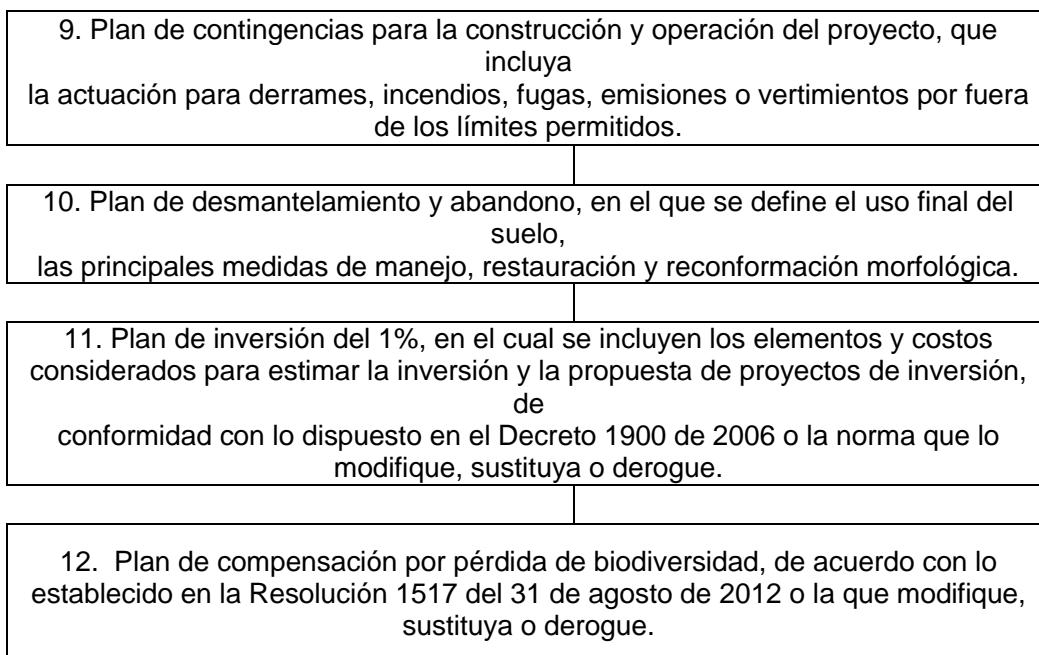 9. Plan de contingencias para la construcción y operación del proyecto, que
incluya
la actuación para derrames, incendios, fugas, emisiones o vertimientos por fuera
de los límites permitidos.
10. Plan de desmantelamiento y abandono, en el que se define el uso final del
suelo,
las principales medidas de manejo, restauración y reconformación morfológica.
11. Plan de inversión del 1%, en el cual se incluyen los elementos y costos
considerados para estimar la inversión y la propuesta de proyectos de inversión,
de
conformidad con lo dispuesto en el Decreto 1900 de 2006 o la norma que lo
modifique, sustituya o derogue.
12. Plan de compensación por pérdida de biodiversidad, de acuerdo con lo
establecido en la Resolución 1517 del 31 de agosto de 2012 o la que modifique,
sustituya o derogue.